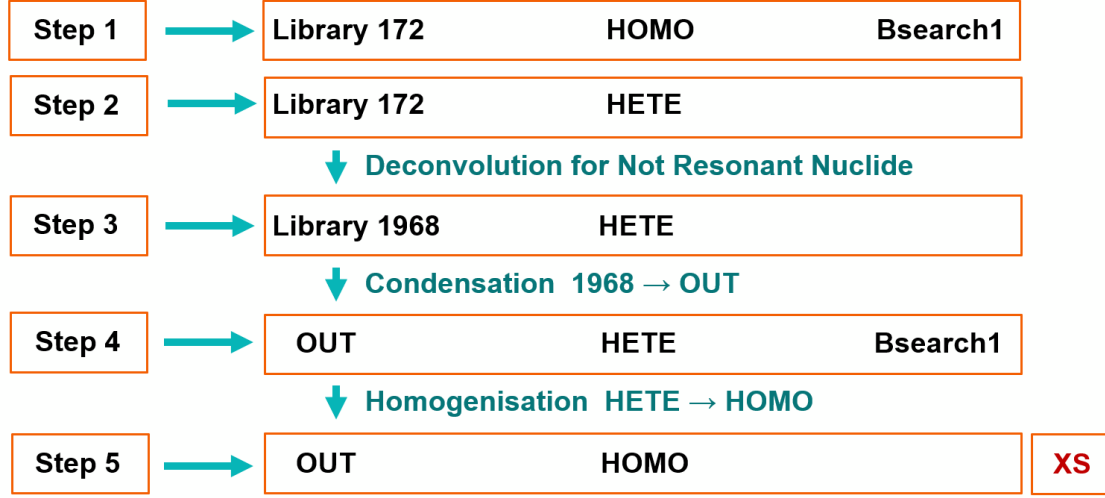 Step 1 Library 172 HOMO Bsearch1
Step 2 Library 172 HETE
Deconvolution for Not Resonant Nuclide
Step 3 Library 1968 HETE
Condensation 1968 → OUT
Step 4 OUT HETE Bsearch1
Homogenisation HETE → HOMO
Step 5 OUT HOMO XS